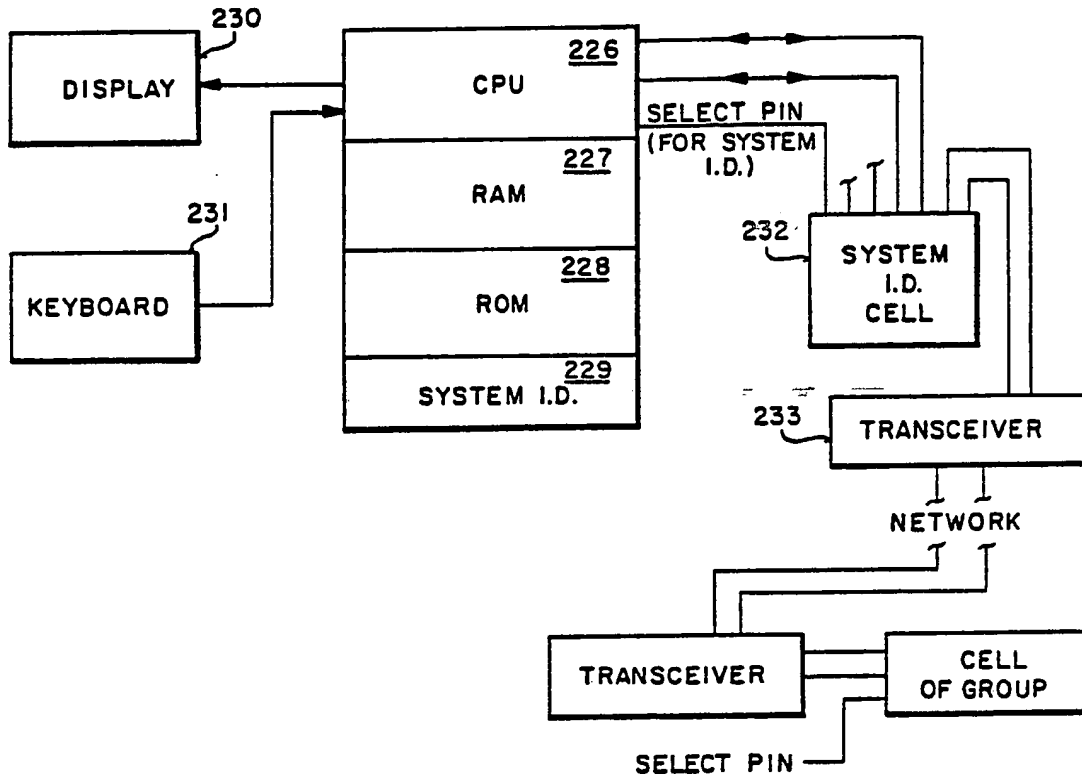 230
DISPLAY
226
CPU
SELECT PIN
(FOR SYSTEM
I.D.)
227
RAM
231
KEYBOARD
228
ROM
229
SYSTEM I.D.
232
SYSTEM
I.D.
CELL
233
TRANSCEIVER
NETWORK
TRANSCEIVER
CELL
OF GROUP
SELECT PIN